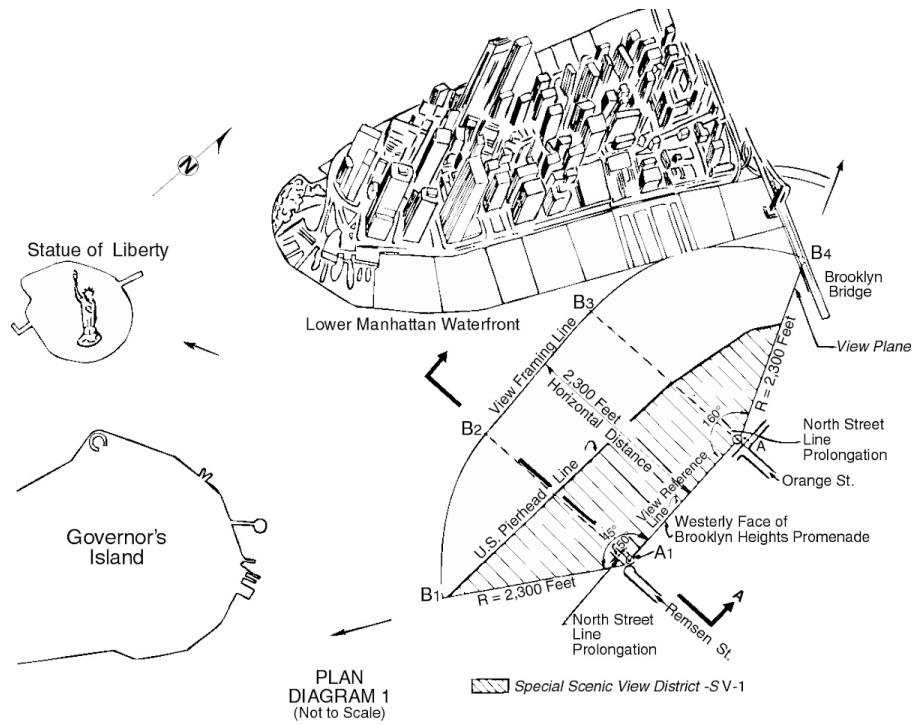 N
Statue of Liberty
Lower Manhattan Waterfront
B4
Brooklyn
Bridge
View Plane
B3
View Framing Line
2,300 Feet
Horizontal Distance
R = 2,300 Feet
160°
A
North Street
Line
Prolongation
Orange St.
B2
U.S. Pierhead Line
View Reference
Line
Westerly Face of
Brooklyn Heights Promenade
45°
A1
B1
R = 2,300 Feet
A
Remsen St.
North Street
Line
Prolongation
Governor's
Island
PLAN
DIAGRAM 1
(Not to Scale)
Special Scenic View District -S V-1